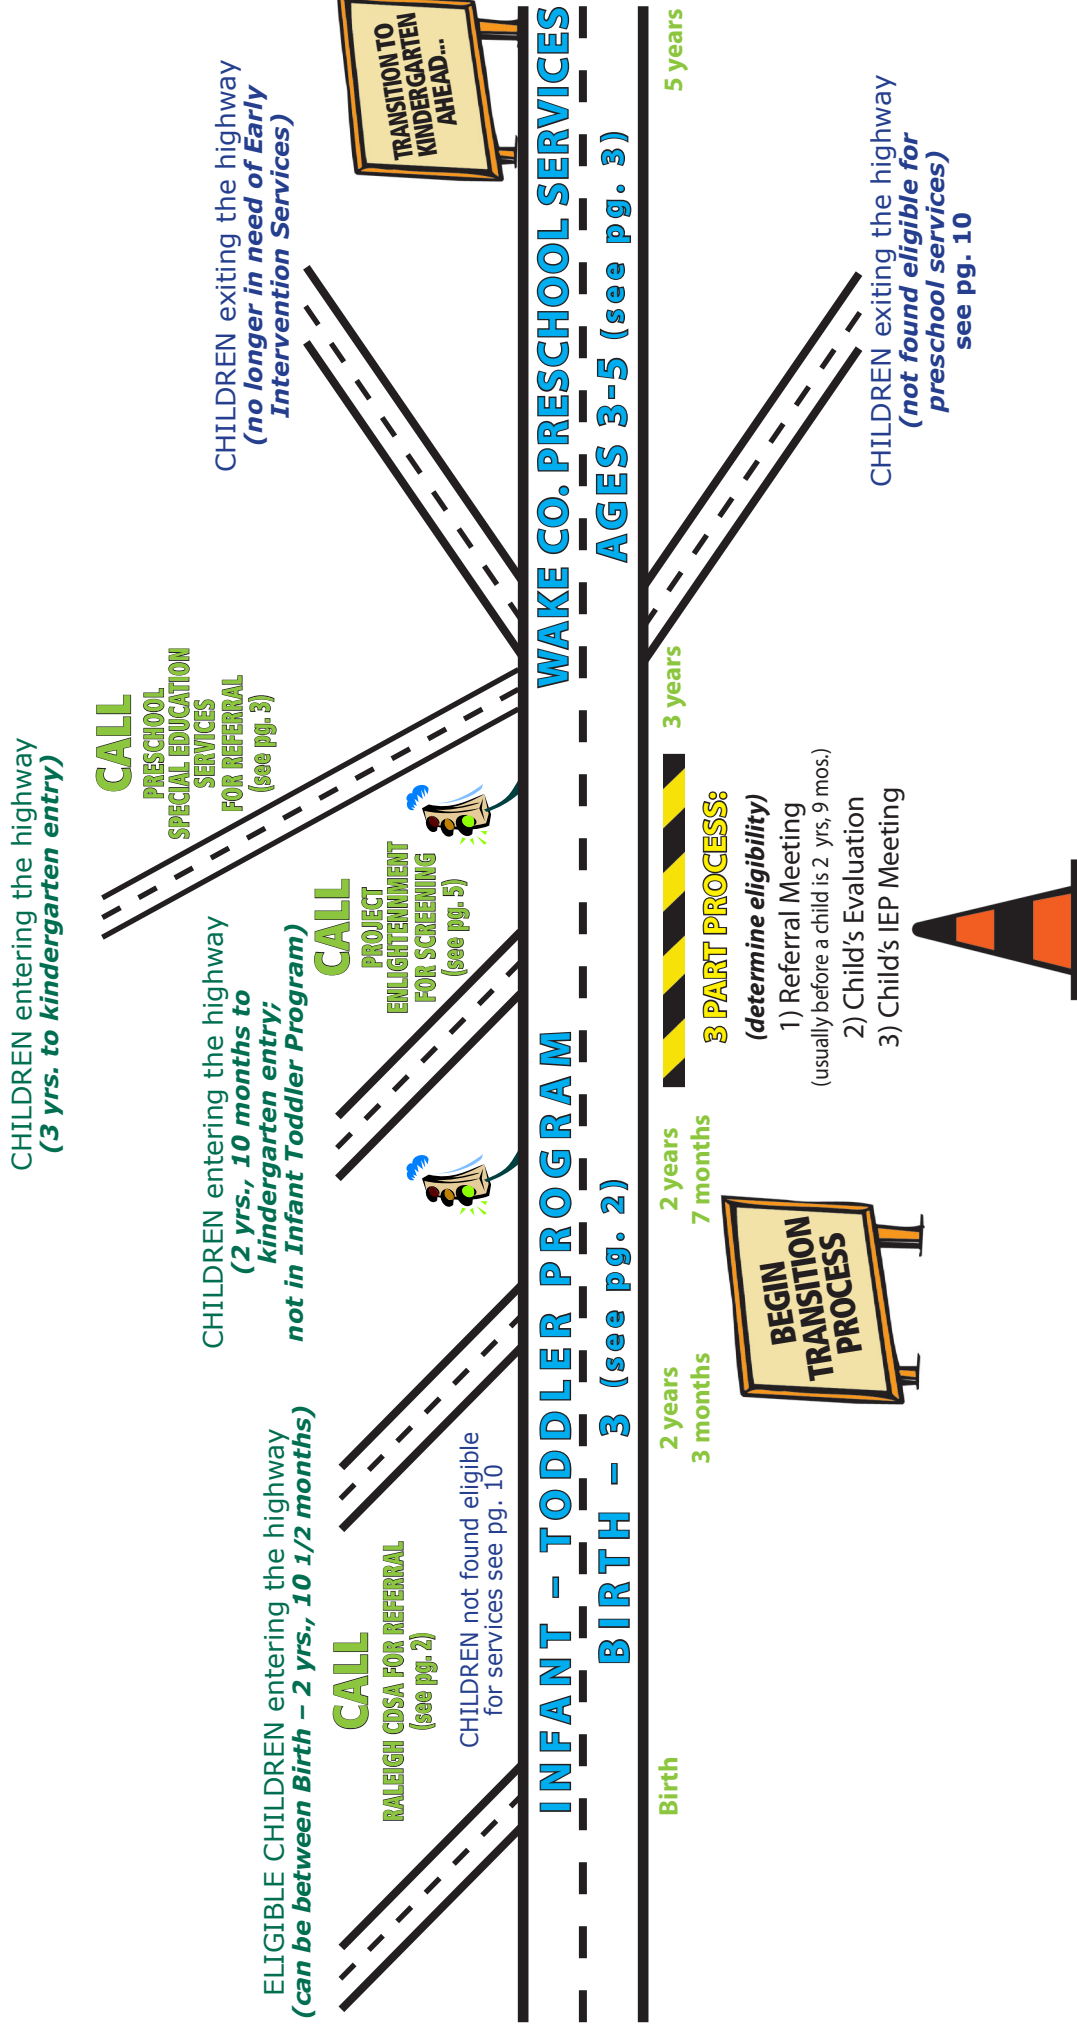 CHILDREN entering the highway
(3 yrs. to kindergarten entry)
CALL
PRESCHOOL
SPECIAL EDUCATION
SERVICES
FOR REFERRAL
(see pg. 3)
CHILDREN entering the highway
(2 yrs., 10 months to
kindergarten entry;
not in Infant Toddler Program)
CALL
PROJECT
ENLIGHTENNMENT
FOR SCREENING
(see pg. 5)
ELIGIBLE CHILDREN entering the highway
(can be between Birth – 2 yrs., 10 1/2 months)
CALL
RALEIGH CDSA FOR REFERRAL
(see pg. 2)
CHILDREN not found eligible
for services see pg. 10
CHILDREN exiting the highway
(no longer in need of Early
Intervention Services)
TRANSITION TO
KINDERGARTEN
AHEAD...
INFANT – TODDLER PROGRAM
BIRTH – 3 (see pg. 2)
WAKE CO. PRESCHOOL SERVICES
AGES 3-5 (see pg. 3)
Birth
2 years
3 months
2 years
7 months
3 years
5 years
BEGIN
TRANSITION
PROCESS
3 PART PROCESS:
(determine eligibility)
1) Referral Meeting
(usually before a child is 2 yrs, 9 mos.)
2) Child's Evaluation
3) Child's IEP Meeting
CHILDREN exiting the highway
(not found eligible for
preschool services)
see pg. 10